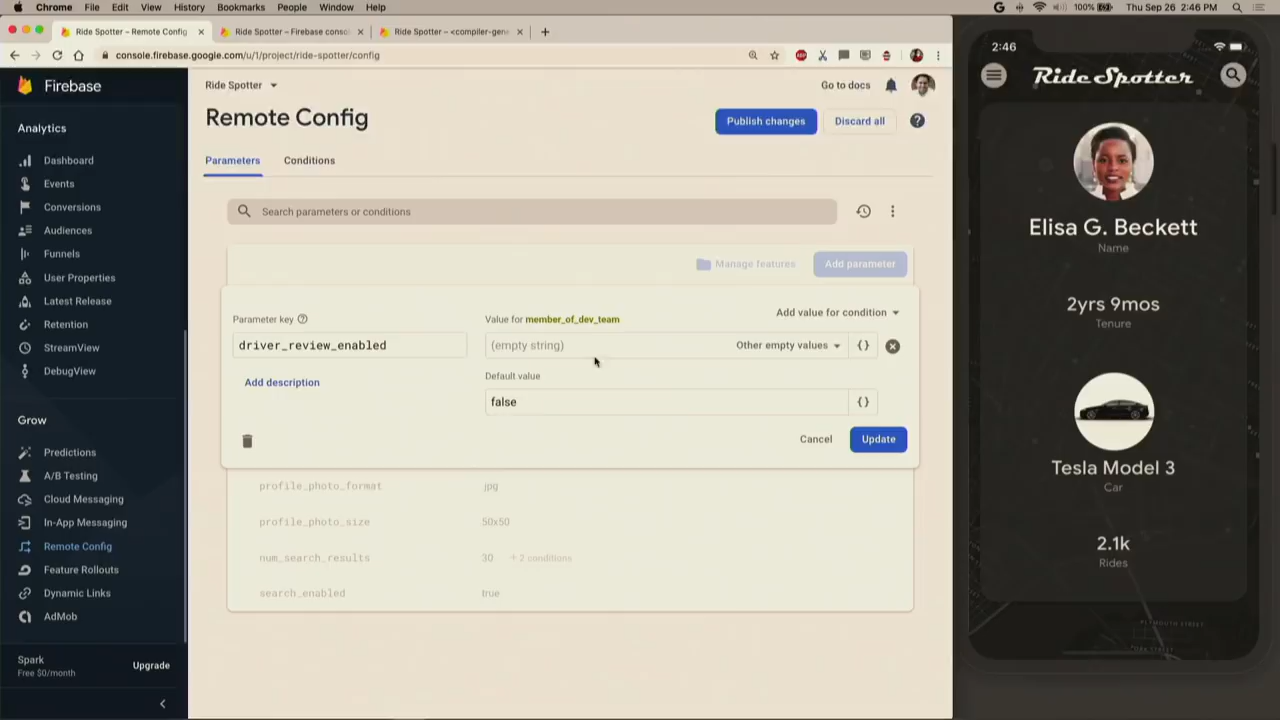 Chrome File Edit View History Bookmarks People Window Help
100% Thu Sep 26 2:46 PM
Ride Spotter – Remote Config
Ride Spotter – Firebase conso
Ride Spotter – <compiler-gen
console.firebase.google.com/u/1/project/ride-spotter/config
Firebase
Analytics
Dashboard
Events
Conversions
Audiences
Funnels
User Properties
Latest Release
Retention
StreamView
DebugView
Grow
Predictions
A/B Testing
Cloud Messaging
In-App Messaging
Remote Config
Feature Rollouts
Dynamic Links
AdMob
Spark
Free $0/month
Upgrade
Ride Spotter
Go to docs
Remote Config
Publish changes
Discard all
Parameters
Conditions
Search parameters or conditions
Manage features
Add parameter
Parameter key
Value for member_of_dev_team
Add value for condition
driver_review_enabled
(empty string)
Other empty values
{}
Add description
Default value
false
{}
Cancel
Update
profile_photo_format jpg
profile_photo_size 50x50
num_search_results 30 + 2 conditions
search_enabled true
2:46
Ride Spotter
Elisa G. Beckett
Name
2yrs 9mos
Tenure
Tesla Model 3
Car
2.1k
Rides
PLYMOUTH STREET